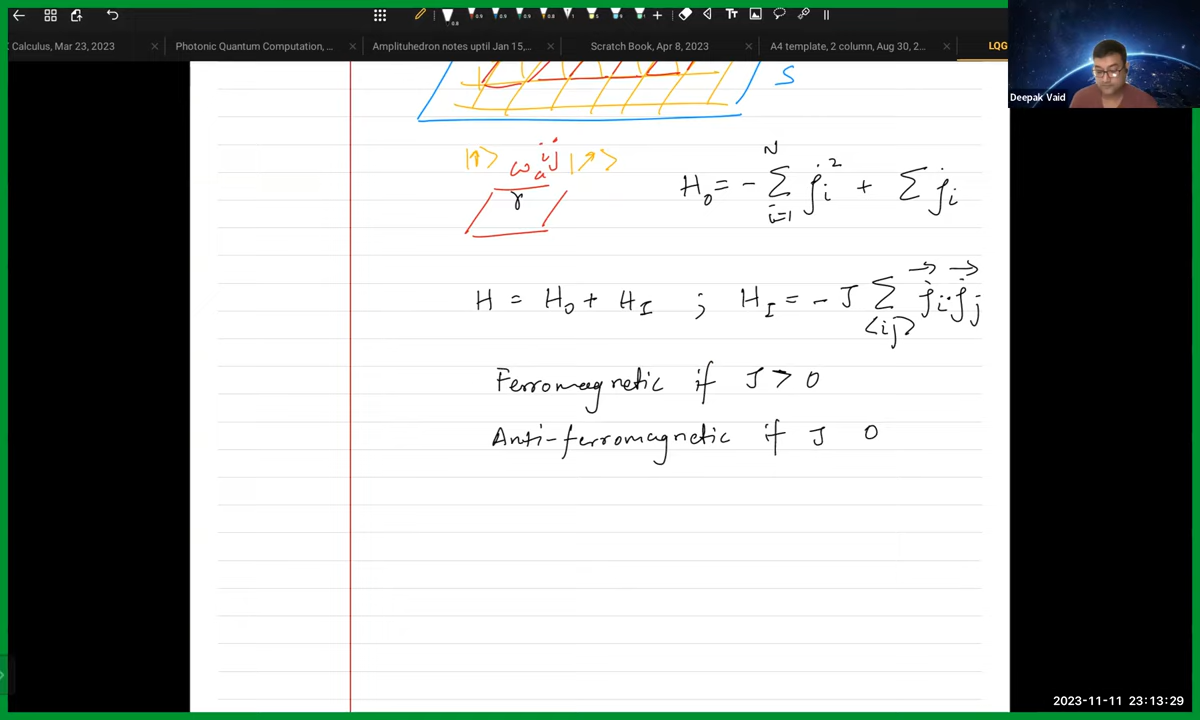 Calculus, Mar 23, 2023
Photonic Quantum Computation, ...
Amplituhedron notes uptil Jan 15,...
Scratch Book, Apr 8, 2023
A4 template, 2 column, Aug 30, 2...
LQG
Deepak Vaid
S
|↑> ω_a^{ij} |↗>
γ
H_0 = - Σ_{i=1}^{N} j_i^2 + Σ j_i
H = H_0 + H_I ; H_I = - J Σ_{<ij>} \vec{j}_i · \vec{j}_j
Ferromagnetic if J > 0
Anti-ferromagnetic if J 0
2023-11-11 23:13:29